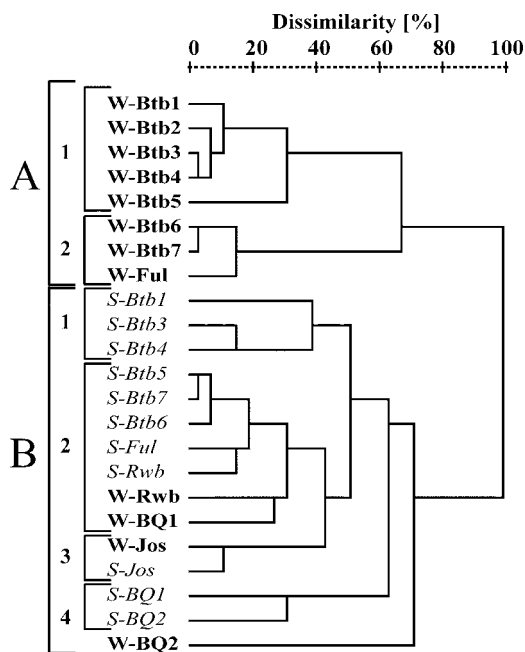 Dissimilarity [%]
0 20 40 60 80 100
A
1
W-Btb1
W-Btb2
W-Btb3
W-Btb4
W-Btb5
2
W-Btb6
W-Btb7
W-Ful
B
1
S-Btb1
S-Btb3
S-Btb4
2
S-Btb5
S-Btb7
S-Btb6
S-Ful
S-Rwb
W-Rwb
W-BQ1
3
W-Jos
S-Jos
4
S-BQ1
S-BQ2
W-BQ2